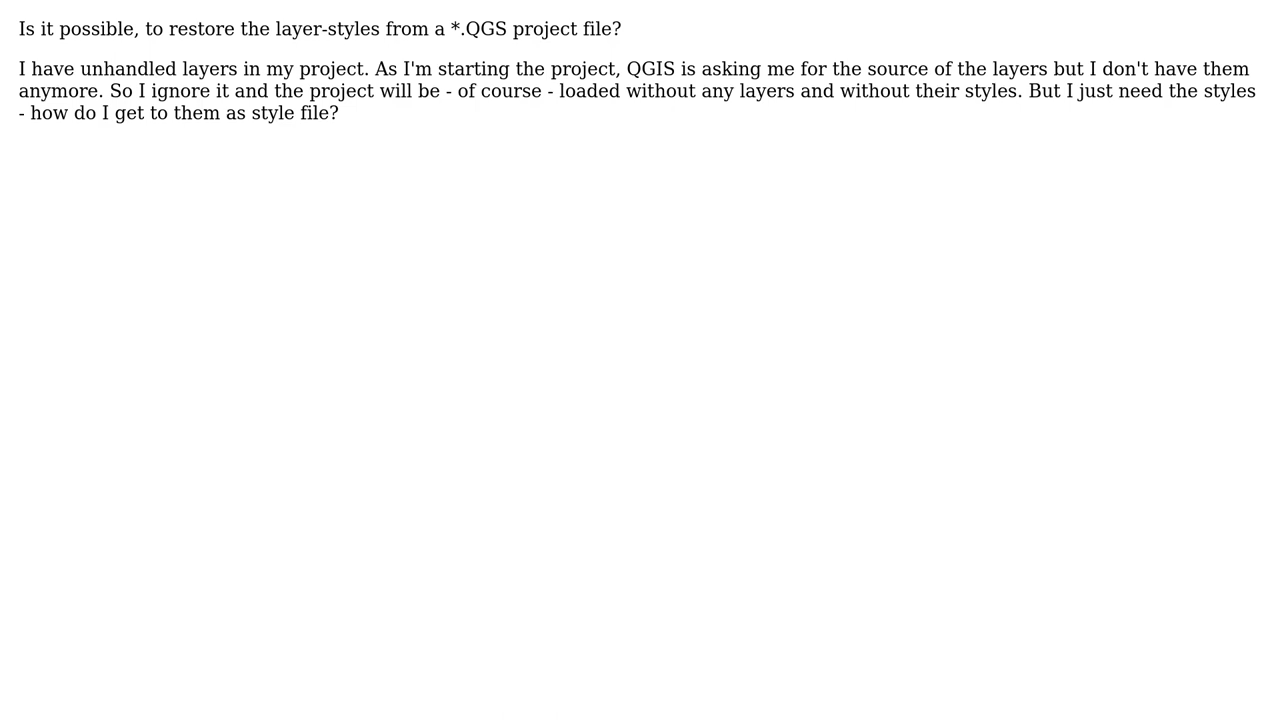 Is it possible, to restore the layer-styles from a *.QGS project file?
I have unhandled layers in my project. As I'm starting the project, QGIS is asking me for the source of the layers but I don't have them
anymore. So I ignore it and the project will be - of course - loaded without any layers and without their styles. But I just need the styles
- how do I get to them as style file?